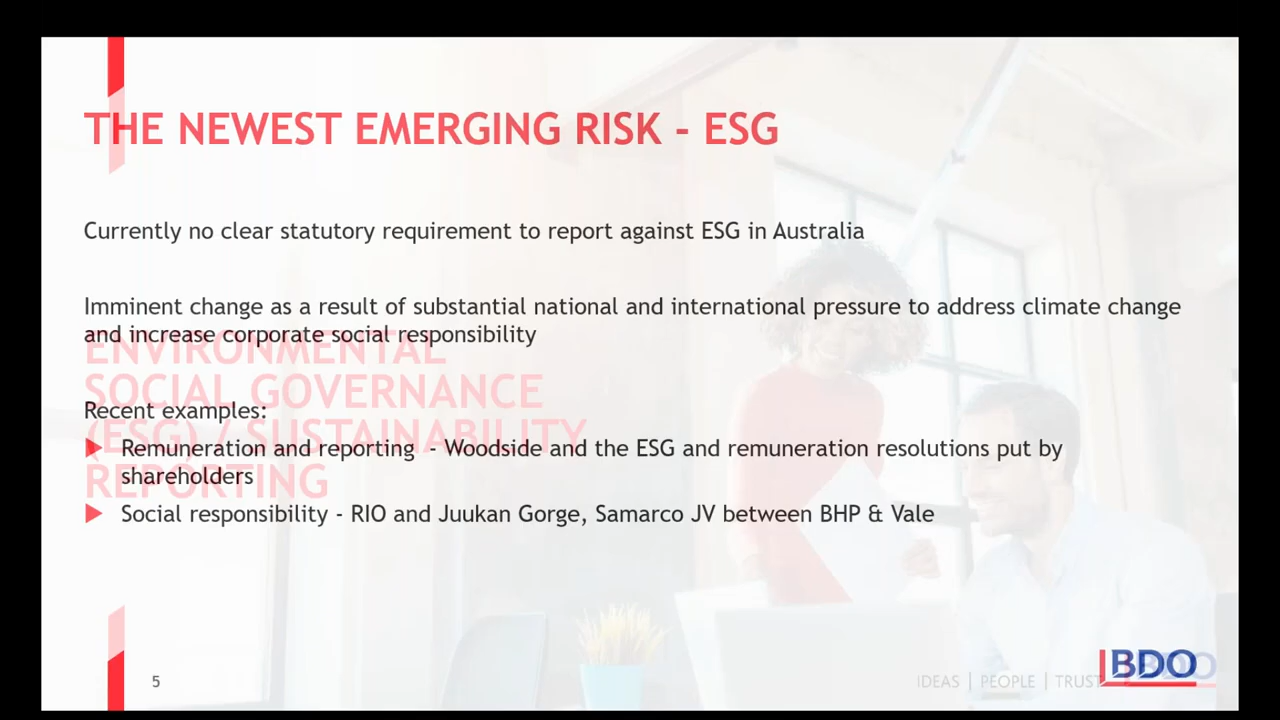 THE NEWEST EMERGING RISK - ESG
Currently no clear statutory requirement to report against ESG in Australia
Imminent change as a result of substantial national and international pressure to address climate change
and increase corporate social responsibility
ENVIRONMENTAL
SOCIAL GOVERNANCE
(ESG) / SUSTAINABILITY
REPORTING
Recent examples:
Remuneration and reporting - Woodside and the ESG and remuneration resolutions put by
shareholders
Social responsibility - RIO and Juukan Gorge, Samarco JV between BHP & Vale
5
IDEAS | PEOPLE | TRUST
BDO
BDO